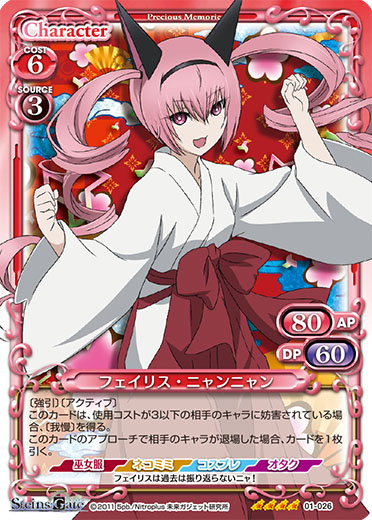 Precious Memories
Character
COST
6
SOURCE
3
80 AP
DP 60
フェイリス・ニャンニャン
[強引] [アクティブ]
このカードは、使用コストが3以下の相手のキャラに妨害されている場
合、[我慢]を得る。
このカードのアプローチで相手のキャラが退場した場合、カードを1枚
引く。
巫女服 ネコミミ コスプレ オタク
フェイリスは過去は振り返らないニャ!
Steins;Gate ©2011 5pb./Nitroplus 未来ガジェット研究所 01-026